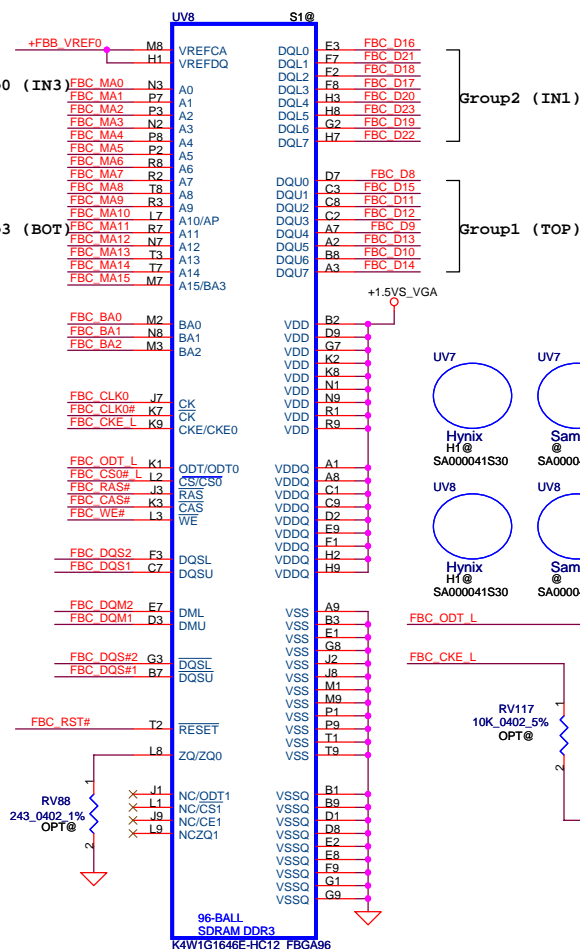 UV8 S1@
+FBB_VREF0 M8 VREFCA DQL0 E3 FBC_D16
H1 VREFDQ DQL1 F7 FBC_D21
DQL2 F2 FBC_D18
(IN3) FBC_MA0 N3 A0 DQL3 F8 FBC_D17
FBC_MA1 P7 A1 DQL4 H3 FBC_D20 Group2 (IN1)
FBC_MA2 P3 A2 DQL5 H8 FBC_D23
FBC_MA3 N2 A3 DQL6 G2 FBC_D19
FBC_MA4 P8 A4 DQL7 H7 FBC_D22
FBC_MA5 P2 A5
FBC_MA6 R8 A6
FBC_MA7 R2 A7 DQU0 D7 FBC_D8
FBC_MA8 T8 A8 DQU1 C3 FBC_D15
FBC_MA9 R3 A9 DQU2 C8 FBC_D11
FBC_MA10 L7 A10/AP DQU3 C2 FBC_D12
(BOT) FBC_MA11 R7 A11 DQU4 A7 FBC_D9 Group1 (TOP)
FBC_MA12 N7 A12 DQU5 A2 FBC_D13
FBC_MA13 T3 A13 DQU6 B8 FBC_D10
FBC_MA14 T7 A14 DQU7 A3 FBC_D14
FBC_MA15 M7 A15/BA3
+1.5VS_VGA
FBC_BA0 M2 BA0 VDD B2
FBC_BA1 N8 BA1 VDD D9
FBC_BA2 M3 BA2 VDD G7
VDD K2
VDD K8
VDD N1
FBC_CLK0 J7 CK VDD N9
FBC_CLK0# K7 CK VDD R1
FBC_CKE_L K9 CKE/CKE0 VDD R9
UV7 UV7
Hynix Sam
H1@ @
SA000041S30 SA0000
FBC_ODT_L K1 ODT/ODT0 VDDQ A1
FBC_CS0#_L L2 CS/CS0 VDDQ A8
FBC_RAS# J3 RAS VDDQ C1
FBC_CAS# K3 CAS VDDQ C9
FBC_WE# L3 WE VDDQ D2
VDDQ E9
VDDQ F1
FBC_DQS2 F3 DQSL VDDQ H2
FBC_DQS1 C7 DQSU VDDQ H9
UV8 UV8
Hynix Sam
H1@ @
SA000041S30 SA0000
FBC_DQM2 E7 DML VSS A9
FBC_DQM1 D3 DMU VSS B3
VSS E1
VSS G8
FBC_DQS#2 G3 DQSL VSS J2
FBC_DQS#1 B7 DQSU VSS J8
VSS M1
VSS M9
VSS P1
FBC_RST# T2 RESET VSS P9
VSS T1
L8 ZQ/ZQ0 VSS T9
FBC_ODT_L
FBC_CKE_L
1
RV117
10K_0402_5%
OPT@
2
1
RV88
243_0402_1%
OPT@
2
J1 NC/ODT1 VSSQ B1
L1 NC/CS1 VSSQ B9
J9 NC/CE1 VSSQ D1
L9 NCZQ1 VSSQ D8
VSSQ E2
VSSQ E8
VSSQ F9
VSSQ G1
VSSQ G9
96-BALL
SDRAM DDR3
K4W1G1646E-HC12_FBGA96